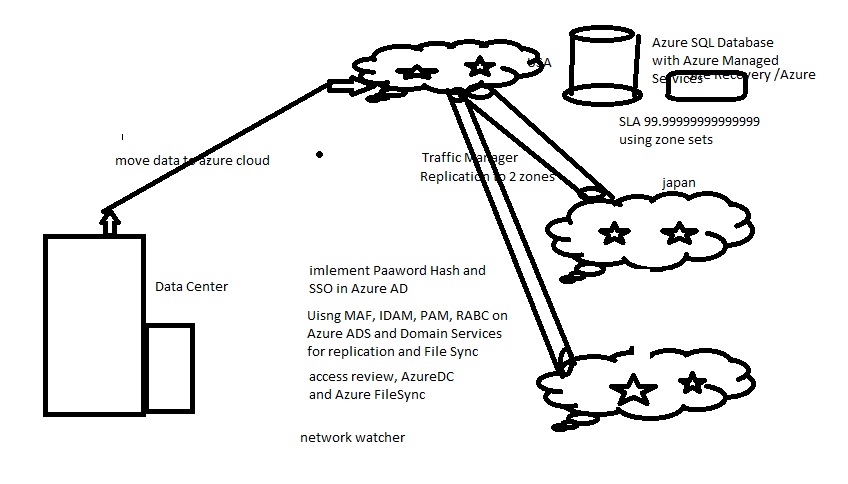 USA
Azure SQL Database
with Azure Managed
Services
Recovery /Azure
SLA 99.99999999999999
using zone sets
move data to azure cloud
Traffic Manager
Replication to 2 zones
japan
Data Center
imlement Paaword Hash and
SSO in Azure AD
Uisng MAF, IDAM, PAM, RABC on
Azure ADS and Domain Services
for replication and File Sync
access review, AzureDC
and Azure FileSync
network watcher